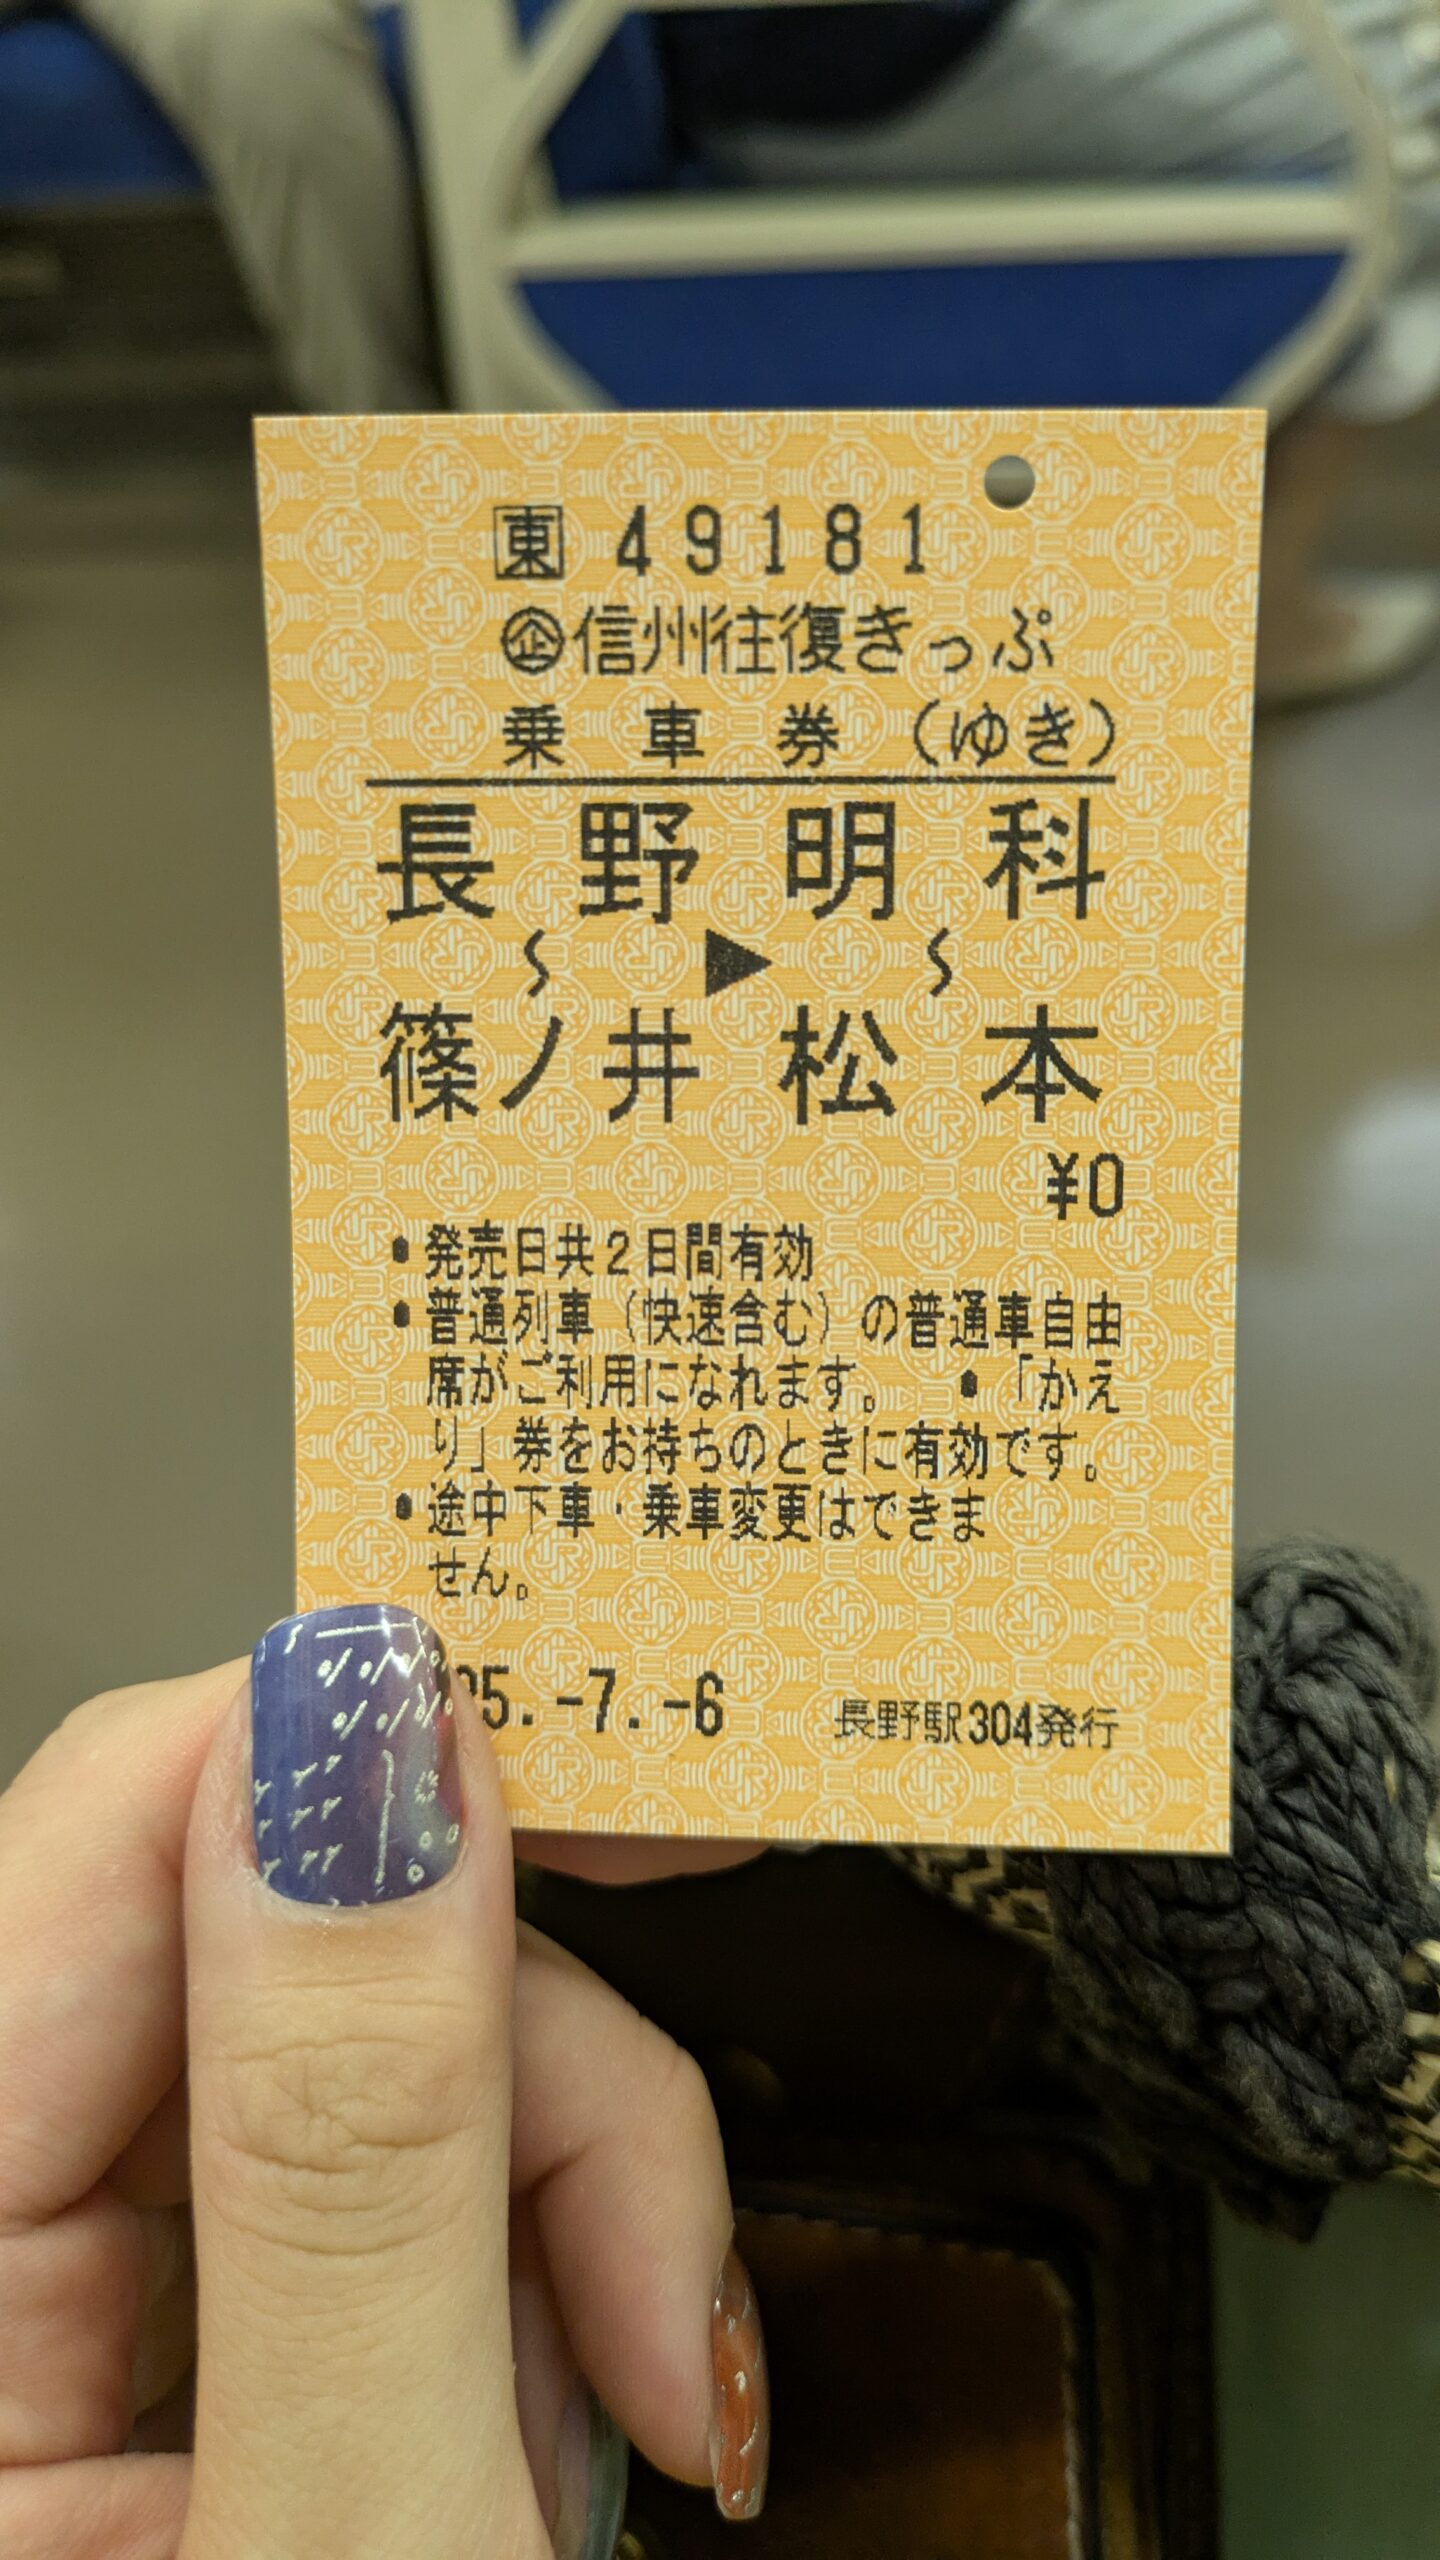 東 49181
企信州往復きっぷ
乗車券(ゆき)
長野 明科
〜 ▶ 〜
篠ノ井 松本
¥0
•発売日共2日間有効
•普通列車(快速含む)の普通車自由
席がご利用になれます。 •「かえ
り」券をお持ちのときに有効です。
•途中下車・乗車変更はできま
せん。
25.-7.-6 長野駅304発行